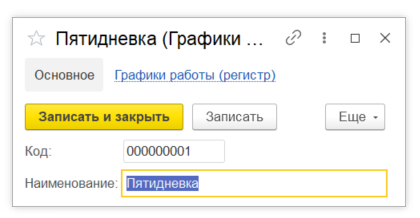 Пятидневка (Графики ...
Основное Графики работы (регистр)
Записать и закрыть Записать Еще
Код: 000000001
Наименование: Пятидневка